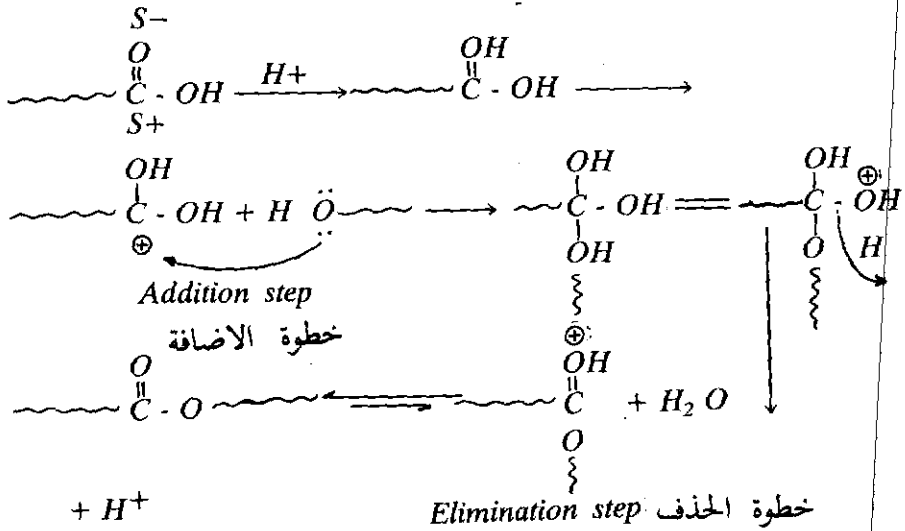 S-
O
C - OH
S+
H+
OH
C - OH
OH
C - OH + H O
⊕
Addition step
خطوة الاضافة
OH
C - OH
OH
OH ⊕
C - OH
O H
O
C - O
+ H+
⊕
OH
C + H2 O
O
Elimination step خطوة الحذف